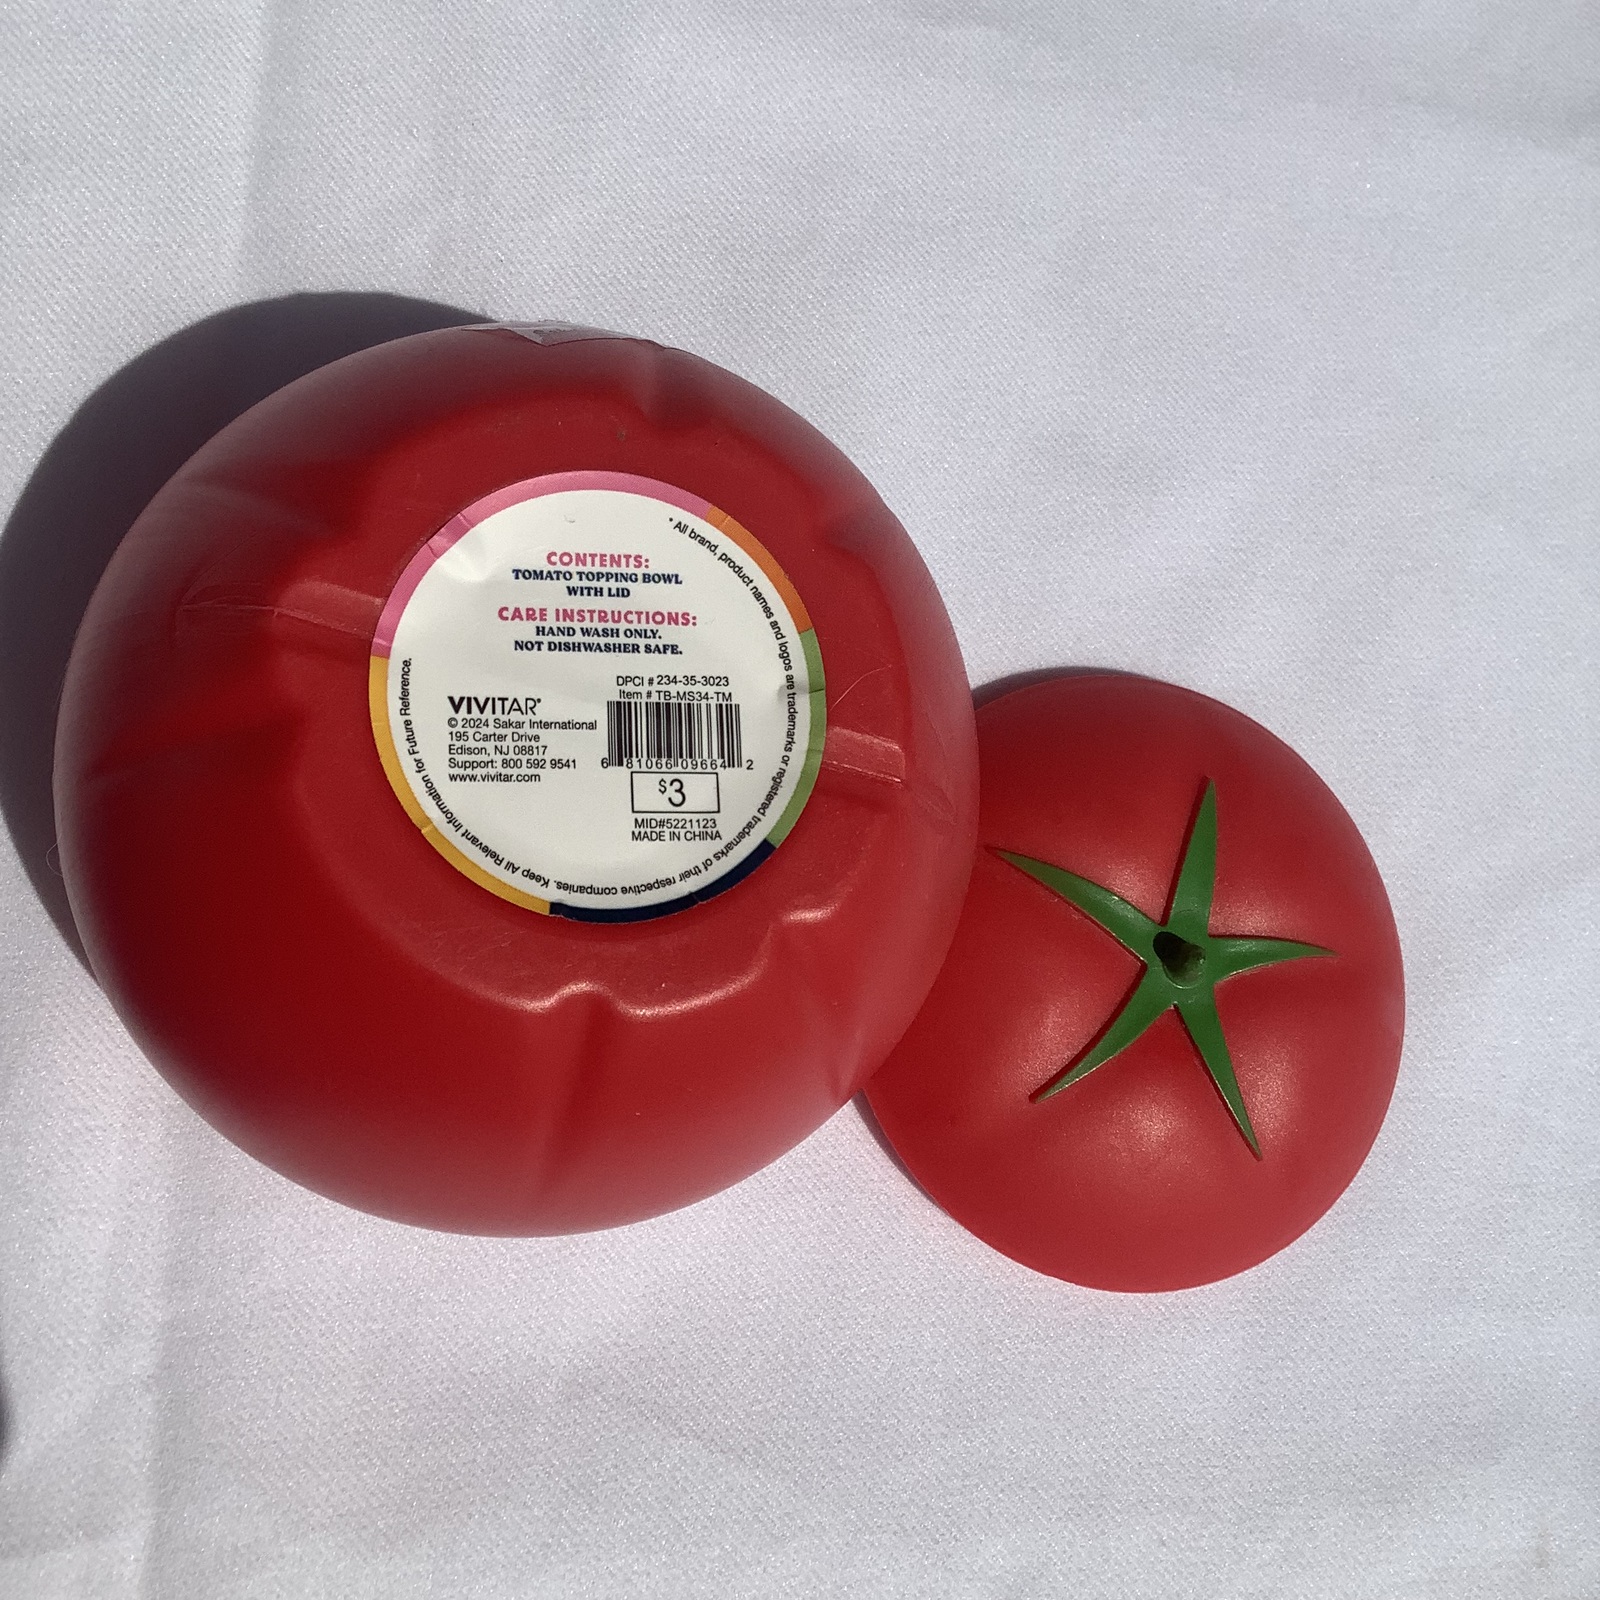 CONTENTS:
TOMATO TOPPING BOWL
WITH LID
CARE INSTRUCTIONS:
HAND WASH ONLY.
NOT DISHWASHER SAFE.
DPCI # 234-35-3023
Item # TB-MS34-TM
VIVITAR®
© 2024 Sakar International
195 Carter Drive
Edison, NJ 08817
Support: 800 592 9541
www.vivitar.com
6 81066 09664 2
$3
MID#5221123
MADE IN CHINA
* All brand, product names and logos are trademarks or registered trademarks of their respective companies. Keep All Relevant Information for Future Reference.